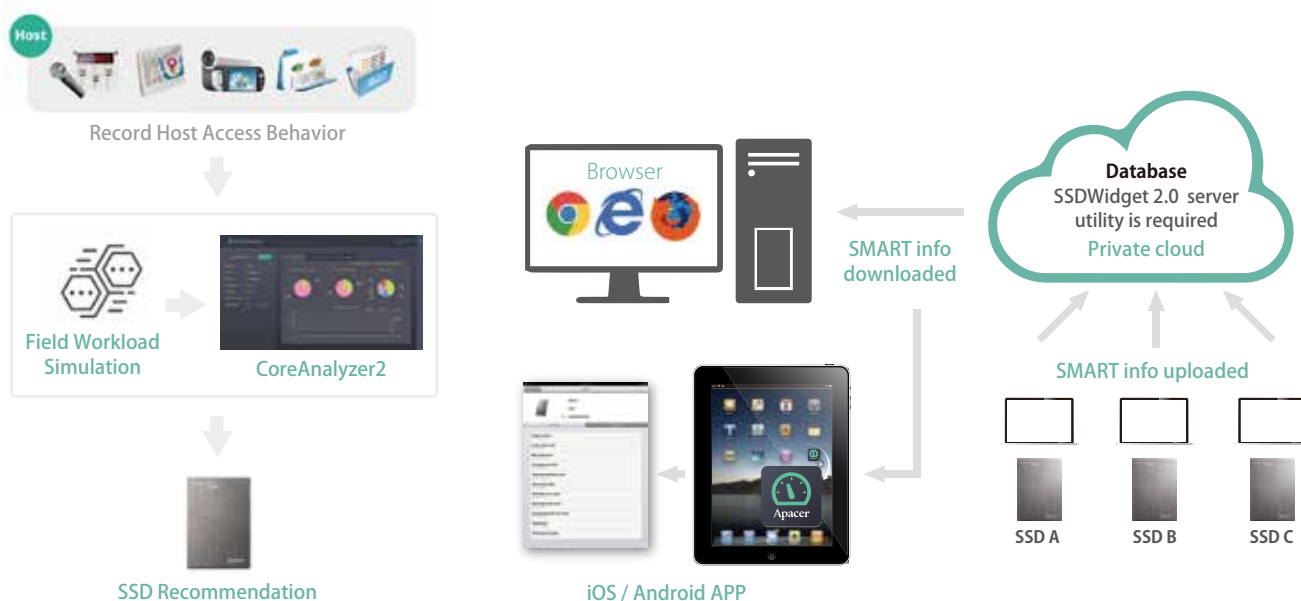 Host
Record Host Access Behavior
Field Workload
Simulation
CoreAnalyzer2
SSD Recommendation
Browser
SMART info
downloaded
Apacer
iOS / Android APP
Database
SSDWidget 2.0 server
utility is required
Private cloud
SMART info uploaded
SSD A
SSD B
SSD C